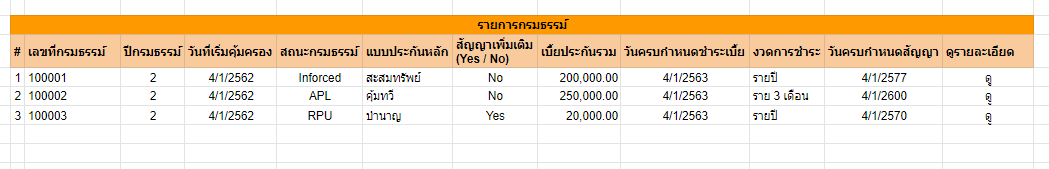 รายการกรมธรรม์
# เลขที่กรมธรรม์ ปีกรมธรรม์ วันที่เริ่มคุ้มครอง สถณะกรมธรรม์ แบบประกันหลัก สัญญาเพิ่มเติม (Yes / No) เบี้ยประกันรวม วันครบกำหนดชำระเบี้ย งวดการชำระ วันครบกำหนดสัญญา ดูรายละเอียด
1 100001 2 4/1/2562 Inforced สะสมทรัพย์ No 200,000.00 4/1/2563 รายปี 4/1/2577 ดู
2 100002 2 4/1/2562 APL คุ้มทวี No 250,000.00 4/1/2563 ราย 3 เดือน 4/1/2600 ดู
3 100003 2 4/1/2562 RPU บำนาญ Yes 20,000.00 4/1/2563 รายปี 4/1/2570 ดู